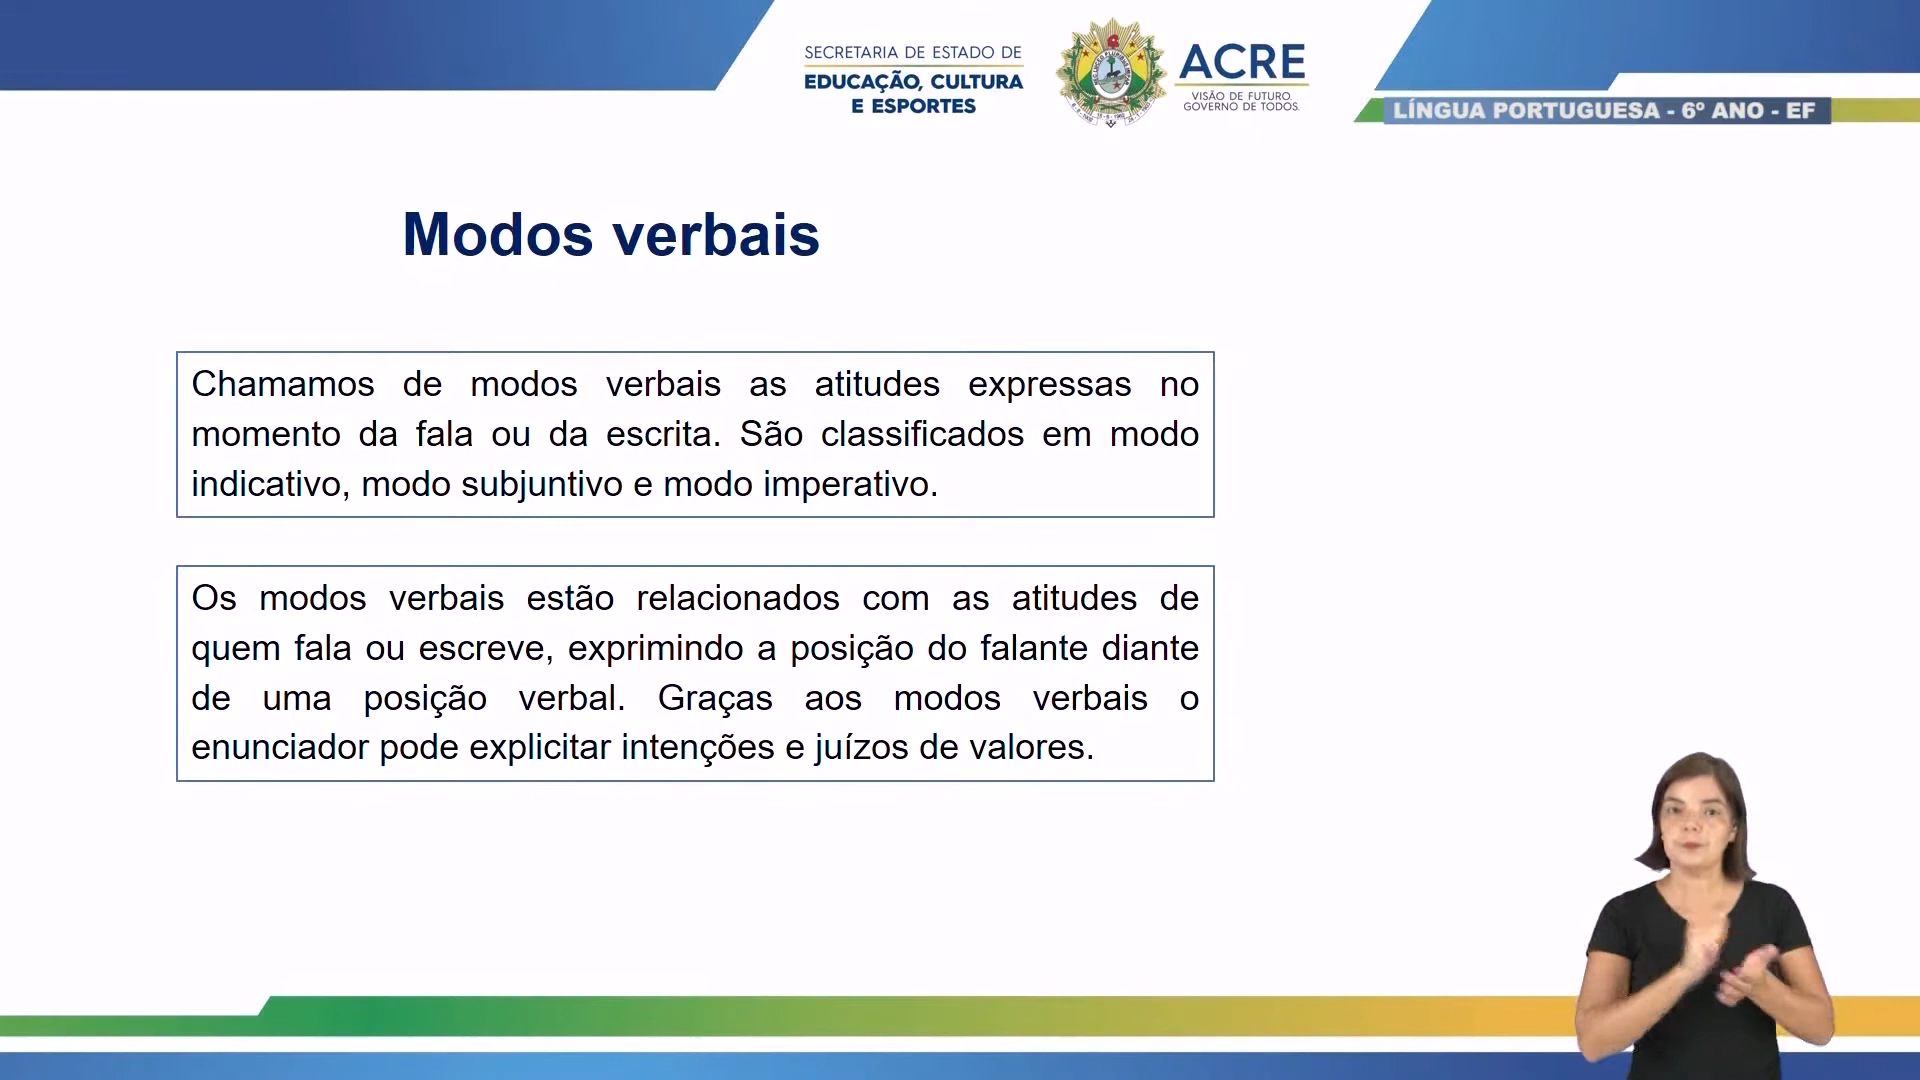 SECRETARIA DE ESTADO DE
EDUCAÇÃO, CULTURA
E ESPORTES
ACRE
VISÃO DE FUTURO.
GOVERNO DE TODOS.
LÍNGUA PORTUGUESA - 6º ANO - EF
Modos verbais
Chamamos de modos verbais as atitudes expressas no
momento da fala ou da escrita. São classificados em modo
indicativo, modo subjuntivo e modo imperativo.
Os modos verbais estão relacionados com as atitudes de
quem fala ou escreve, exprimindo a posição do falante diante
de uma posição verbal. Graças aos modos verbais o
enunciador pode explicitar intenções e juízos de valores.